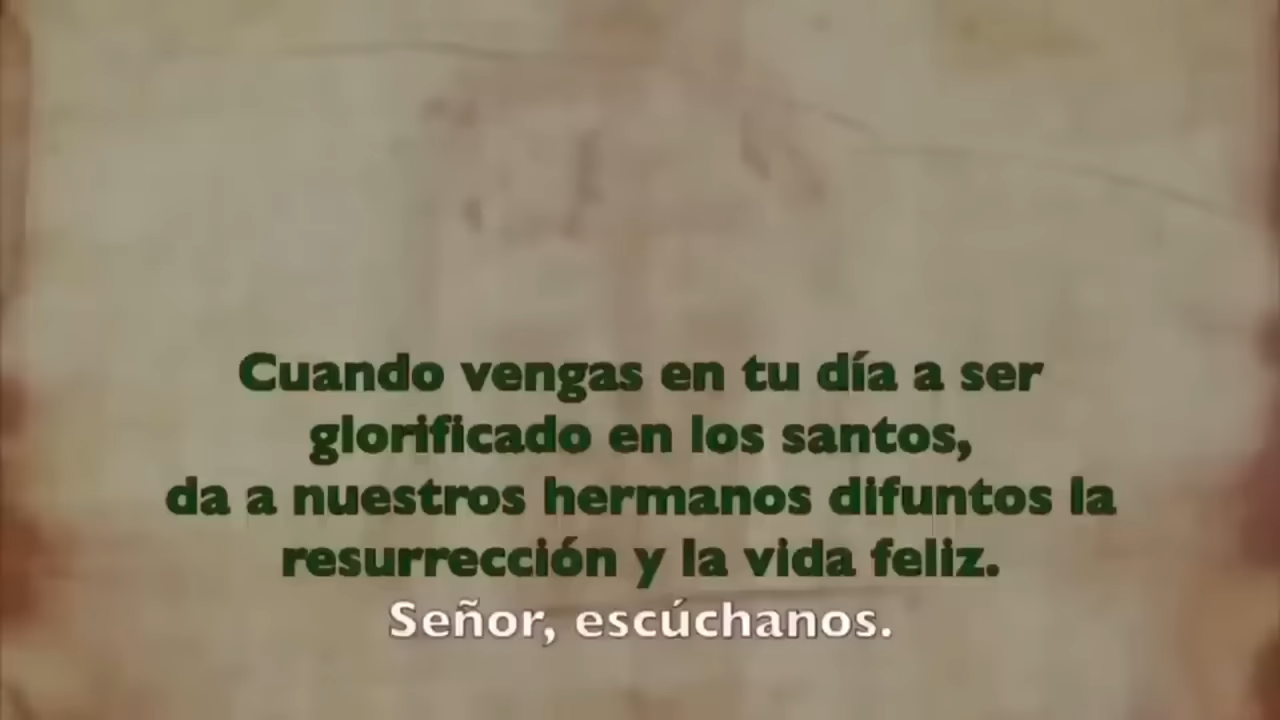 Cuando vengas en tu día a ser
glorificado en los santos,
da a nuestros hermanos difuntos la
resurrección y la vida feliz.
Señor, escúchanos.